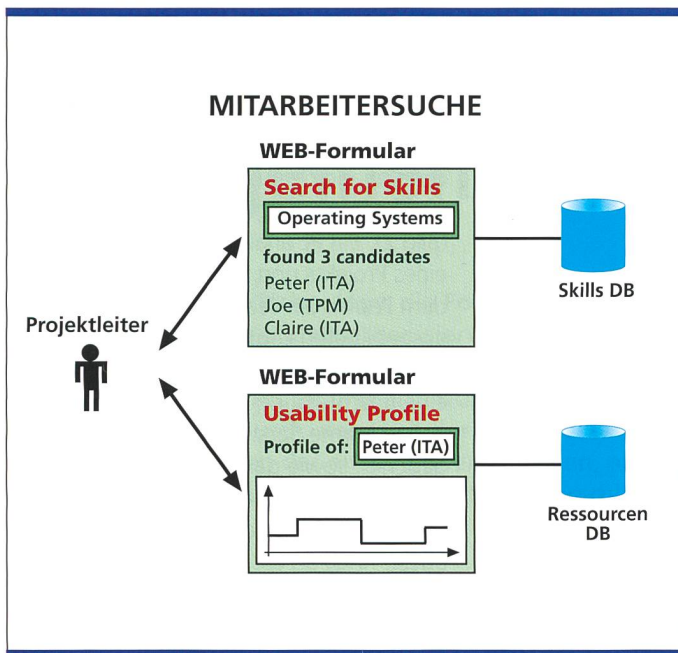 MITARBEITERSUCHE
WEB-Formular
Search for Skills
Operating Systems
found 3 candidates
Peter (ITA)
Joe (TPM)
Claire (ITA)
Skills DB
Projektleiter
WEB-Formular
Usability Profile
Profile of: Peter (ITA)
Ressourcen
DB